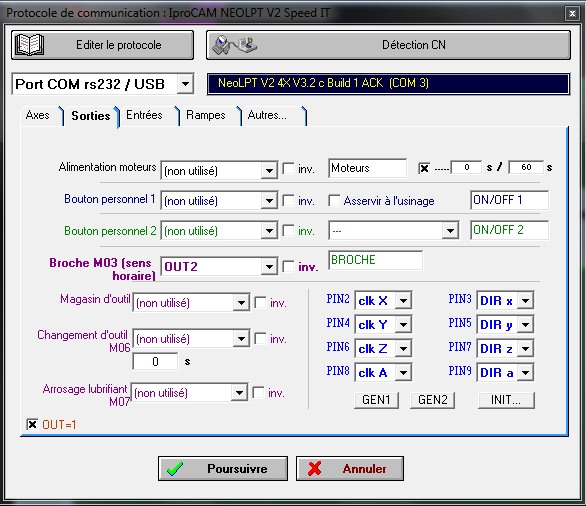 Protocole de communication : IproCAM NEOLPT V2 Speed IT
Editer le protocole
Détection CN
Port COM rs232 / USB
NeoLPT V2 4X V3.2 c Build 1 ACK (COM 3)
Axes Sorties Entrées Rampes Autres...
Alimentation moteurs (non utilisé) inv. Moteurs ..... 0 s / 60 s
Bouton personnel 1 (non utilisé) inv. Asservir à l'usinage ON/OFF 1
Bouton personnel 2 (non utilisé) inv. --- ON/OFF 2
Broche M03 (sens horaire) OUT2 inv. BROCHE
Magasin d'outil (non utilisé) inv.
Changement d'outil M06 (non utilisé) inv.
0 s
Arrosage lubrifiant M07 (non utilisé) inv.
PIN2 clk X PIN3 DIR x
PIN4 clk Y PIN5 DIR y
PIN6 clk Z PIN7 DIR z
PIN8 clk A PIN9 DIR a
GEN1 GEN2 INIT...
OUT=1
Poursuivre Annuler